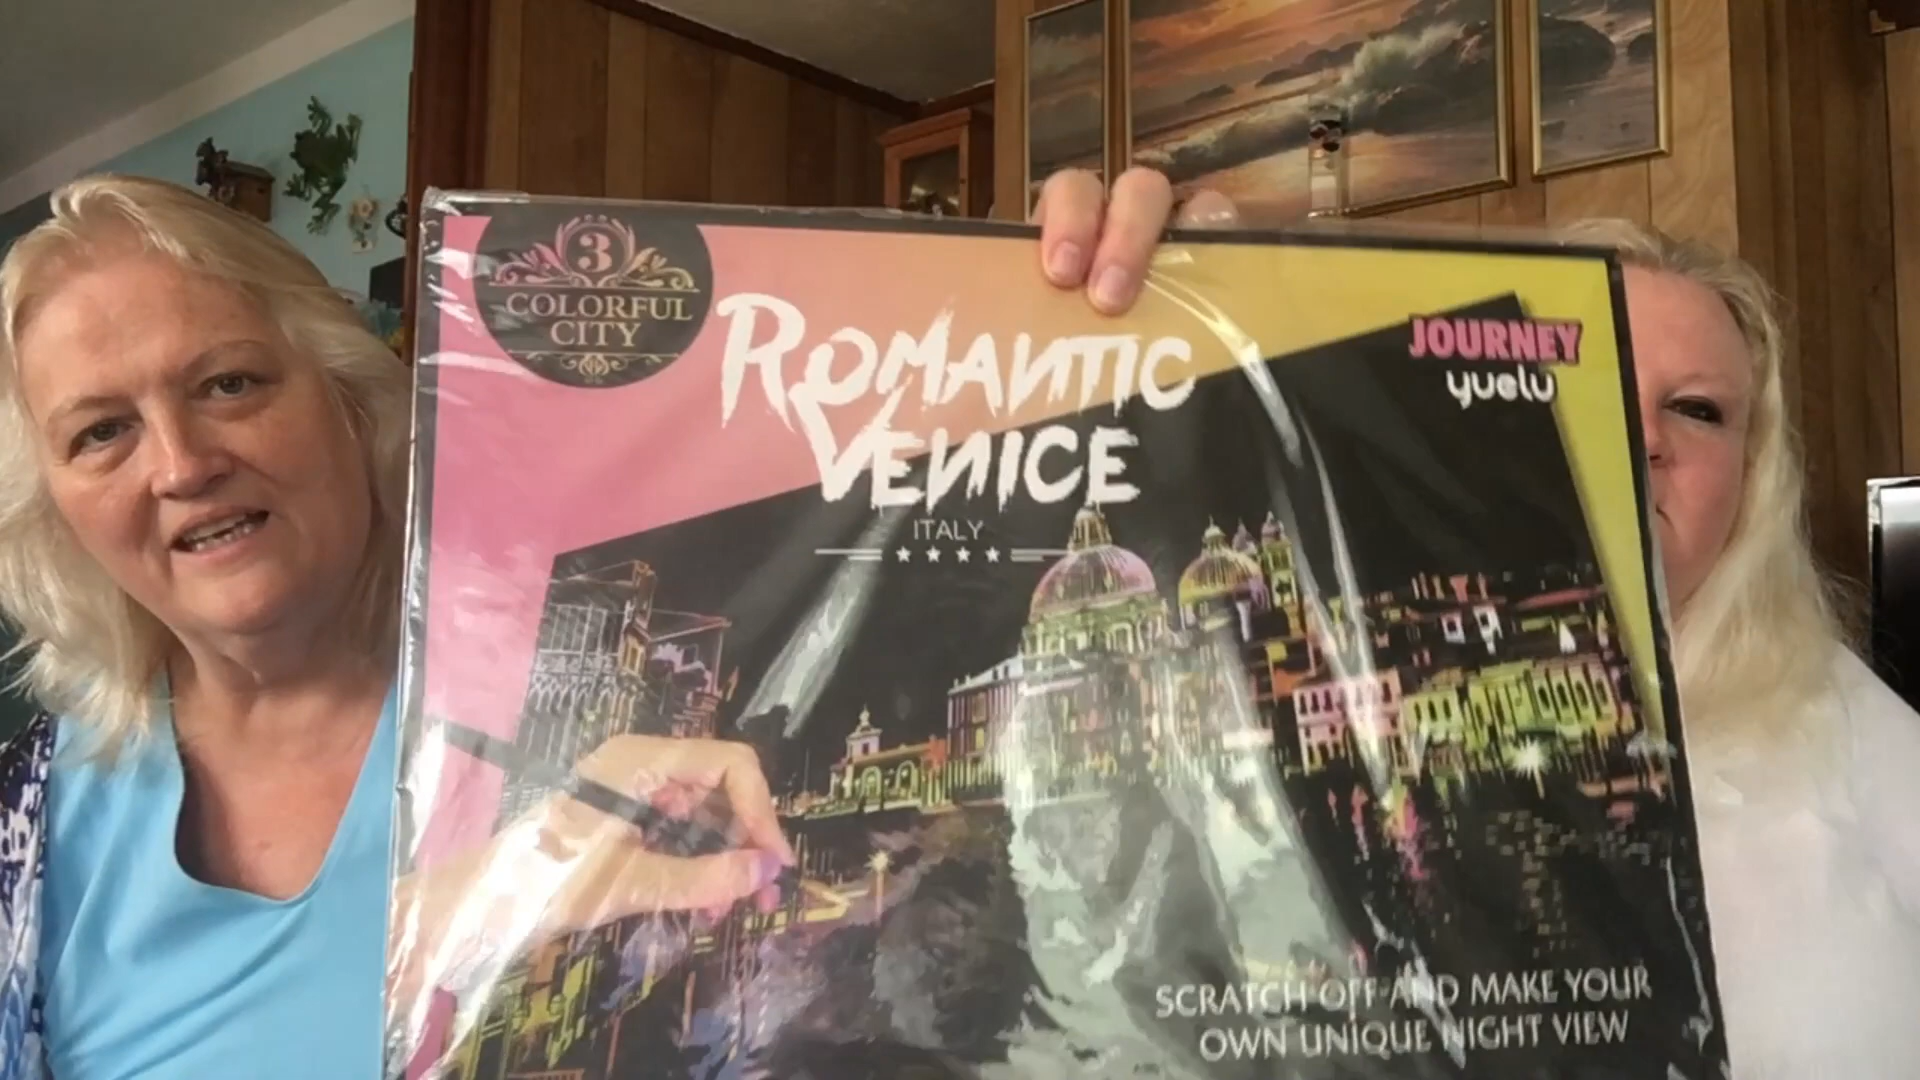 3
COLORFUL
CITY
ROMANTIC
VENICE
ITALY
JOURNEY
yuelu
SCRATCH OFF AND MAKE YOUR
OWN UNIQUE NIGHT VIEW